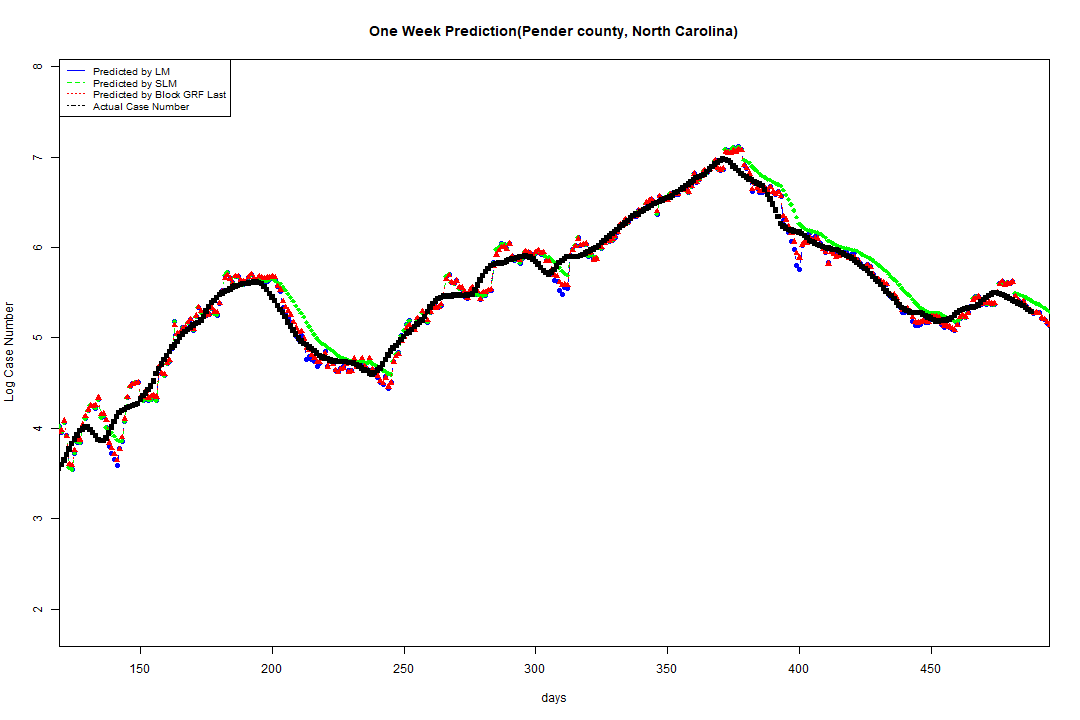 One Week Prediction(Pender county, North Carolina)
Predicted by LM
Predicted by SLM
Predicted by Block GRF Last
Actual Case Number
8
7
6
5
4
3
2
Log Case Number
150 200 250 300 350 400 450
days